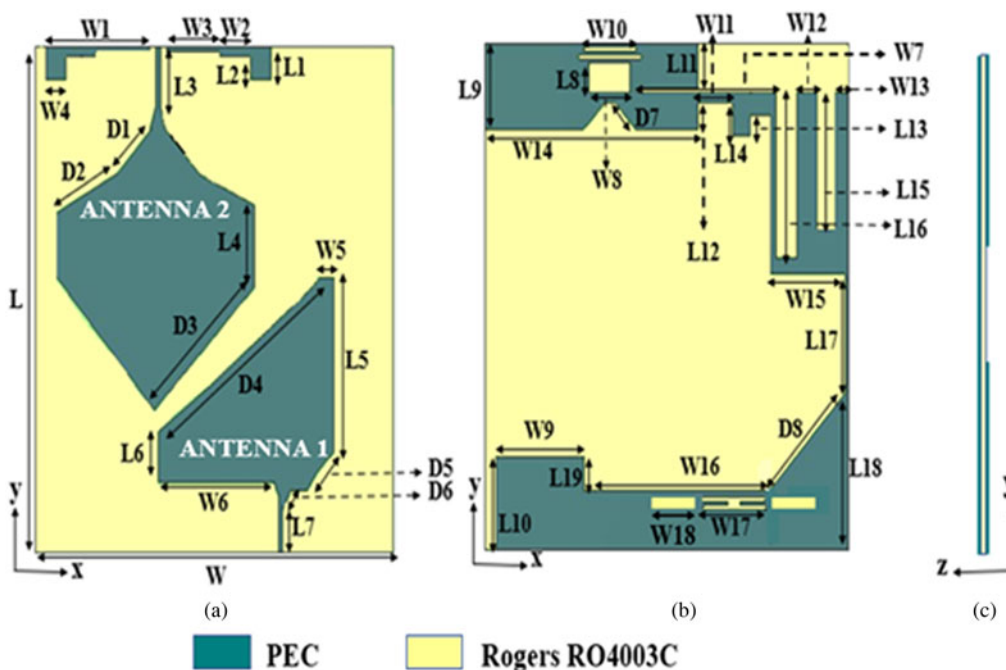 W1
W3
W2
L3
L2
L1
W4
D1
D2
ANTENNA 2
L4
W5
L
D3
D4
L5
L6
ANTENNA 1
D5
D6
W6
L7
y
x
W
(a)
W10
W11
W12
W7
L9
L8
L11
W13
D7
L13
W14
L14
W8
L15
L16
L12
W15
L17
D8
W9
L19
W16
L18
y
L10
W18
W17
x
(b)
y
z
(c)
PEC
Rogers RO4003C